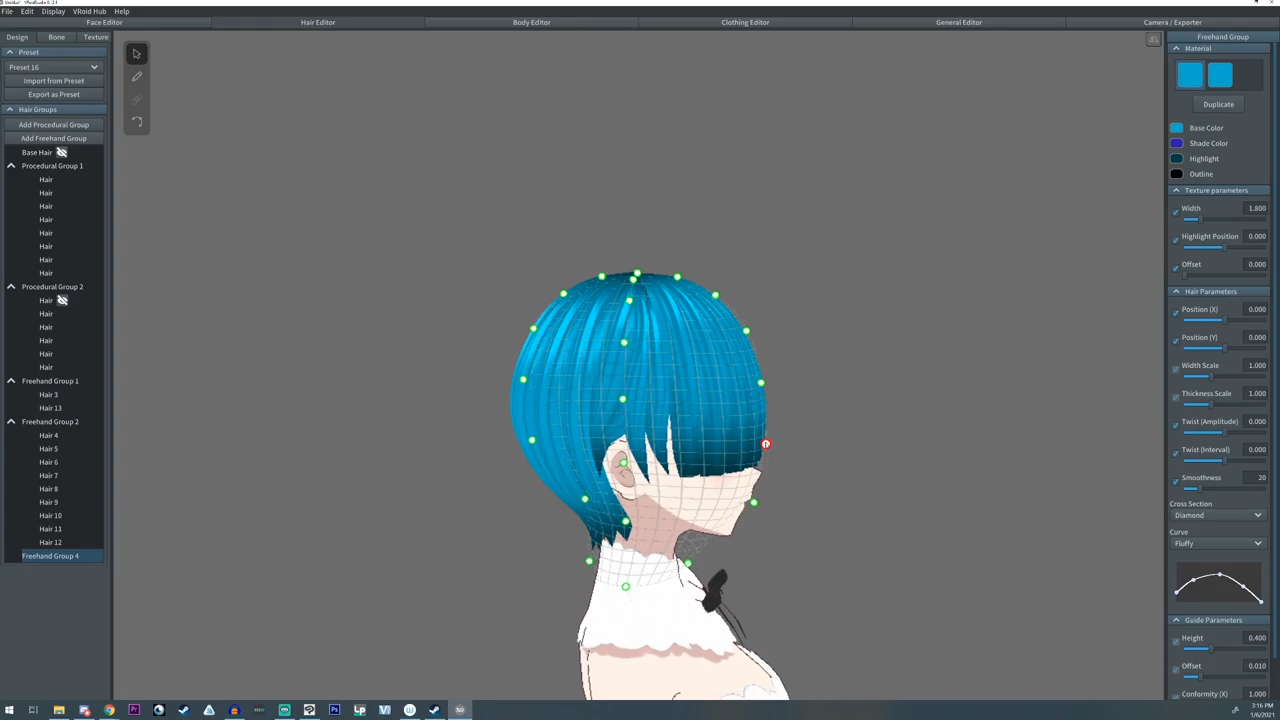 File Edit Display VRoid Hub Help
Face Editor Hair Editor Body Editor Clothing Editor General Editor Camera / Exporter
Design Bone Texture
Preset
Preset 16
Import from Preset
Export as Preset
Hair Groups
Add Procedural Group
Add Freehand Group
Base Hair
Procedural Group 1
Hair
Hair
Hair
Hair
Hair
Hair
Hair
Hair
Procedural Group 2
Hair
Hair
Hair
Hair
Hair
Hair
Freehand Group 1
Hair 3
Hair 13
Freehand Group 2
Hair 4
Hair 5
Hair 6
Hair 7
Hair 8
Hair 9
Hair 10
Hair 11
Hair 12
Freehand Group 4
Freehand Group
Material
Duplicate
Base Color
Shade Color
Highlight
Outline
Texture parameters
Width 1.800
Highlight Position 0.000
Offset 0.000
Hair Parameters
Position (X) 0.000
Position (Y) 0.000
Width Scale 1.000
Thickness Scale 1.000
Twist (Amplitude) 0.000
Twist (Interval) 0.000
Smoothness 20
Cross Section
Diamond
Curve
Fluffy
Guide Parameters
Height 0.400
Offset 0.010
Conformity (X) 1.000
3:16 PM
1/6/2021